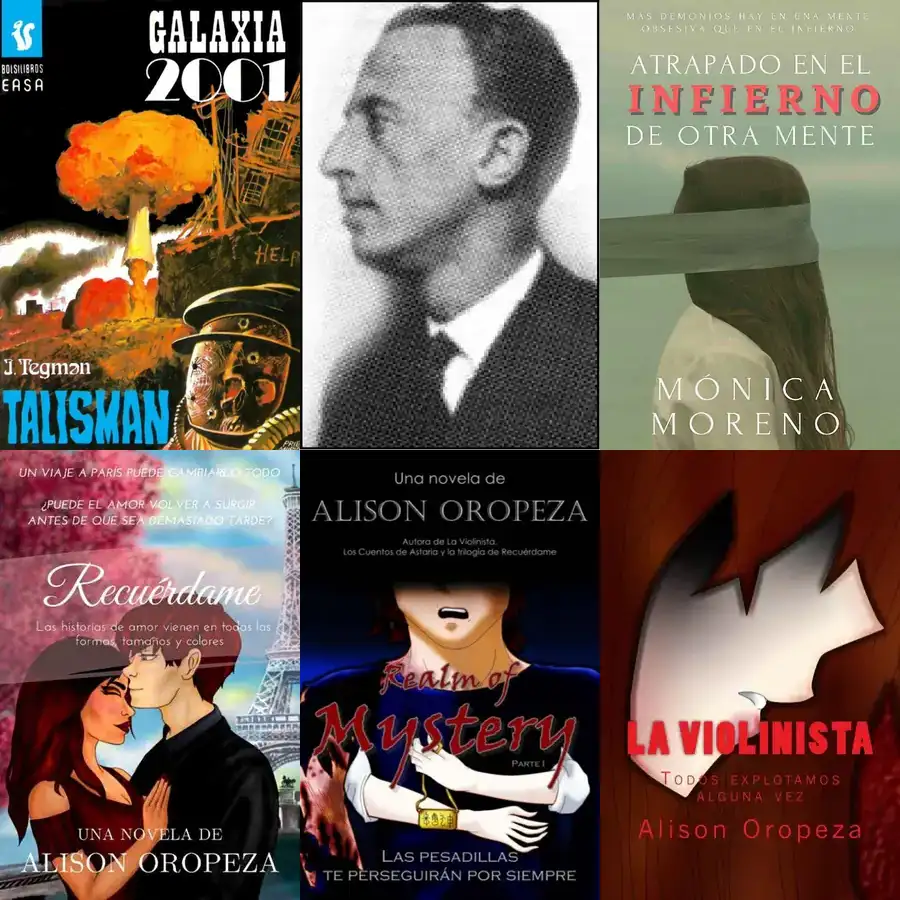 BOLSILIBROS
EASA
GALAXIA
2001
HELP
J. Tegman
TALISMAN
MAS DEMONIOS HAY EN UNA MENTE
OBSESIVA QUE EN EL INFIERNO
ATRAPADO EN EL
INFIERNO
DE OTRA MENTE
MÓNICA
MORENO
UN VIAJE A PARÍS PUEDE CAMBIARLO TODO
¿PUEDE EL AMOR VOLVER A SURGIR
ANTES DE QUE SEA DEMASIADO TARDE?
Recuérdame
Las historias de amor vienen en todas las
formas, tamaños y colores
UNA NOVELA DE
ALISON OROPEZA
Una novela de
ALISON OROPEZA
Autora de La Violinista,
Los Cuentos de Astaria y la trilogía de Recuérdame
Realm of
Mystery
PARTE I
LAS PESADILLAS
TE PERSEGUIRÁN POR SIEMPRE
LA VIOLINISTA
TODOS EXPLOTAMOS
ALGUNA VEZ
Alison Oropeza